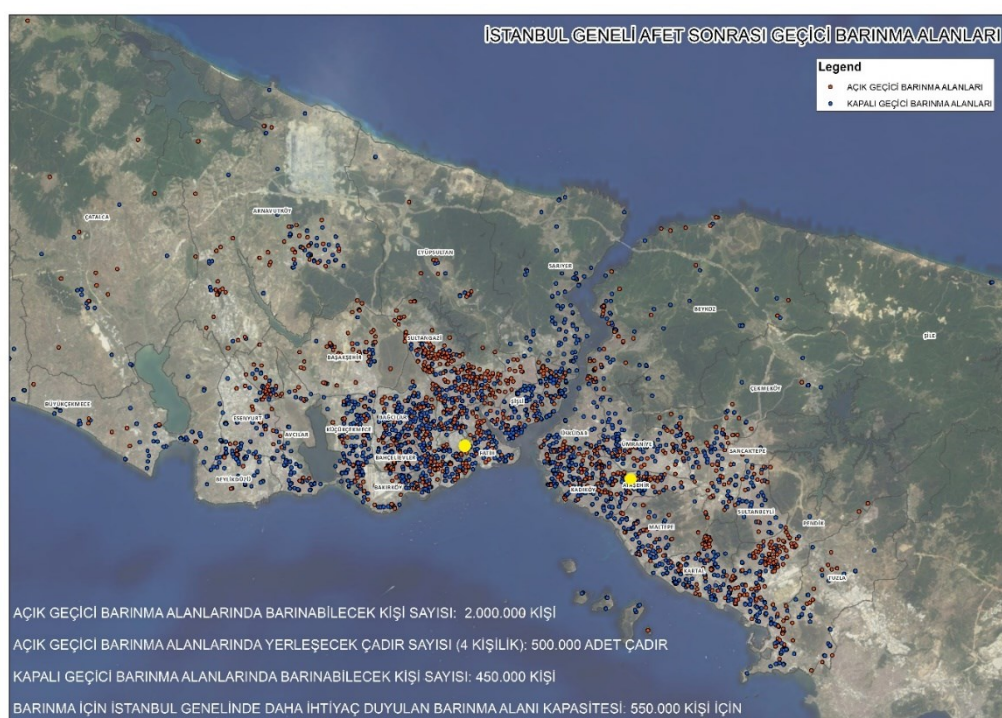 İSTANBUL GENELİ AFET SONRASI GEÇİCİ BARINMA ALANLARI
Legend
AÇIK GEÇİCİ BARINMA ALANLARI
KAPALI GEÇİCİ BARINMA ALANLARI
ÇATALCA
ARNAVUTKÖY
EYÜPSULTAN
SARIYER
BEYKOZ
ŞİLE
SULTANGAZİ
BAŞAKŞEHİR
ÇEKMEKÖY
BÜYÜKÇEKMECE
ESENYURT
AVCILAR
KÜÇÜKÇEKMECE
BAĞCILAR
ŞİŞLİ
ÜSKÜDAR
ÜMRANİYE
SANCAKTEPE
BAHÇELİEVLER
FATİH
BEYLİKDÜZÜ
BAKIRKÖY
KADIKÖY
ATAŞEHİR
SULTANBEYLİ
MALTEPE
PENDİK
KARTAL
TUZLA
AÇIK GEÇİCİ BARINMA ALANLARINDA BARINABİLECEK KİŞİ SAYISI: 2.000.000 KİŞİ
AÇIK GEÇİCİ BARINMA ALANLARINDA YERLEŞECEK ÇADIR SAYISI (4 KİŞİLİK): 500.000 ADET ÇADIR
KAPALI GEÇİCİ BARINMA ALANLARINDA BARINABİLECEK KİŞİ SAYISI: 450.000 KİŞİ
BARINMA İÇİN İSTANBUL GENELİNDE DAHA İHTİYAÇ DUYULAN BARINMA ALANI KAPASİTESİ: 550.000 KİŞİ İÇİN